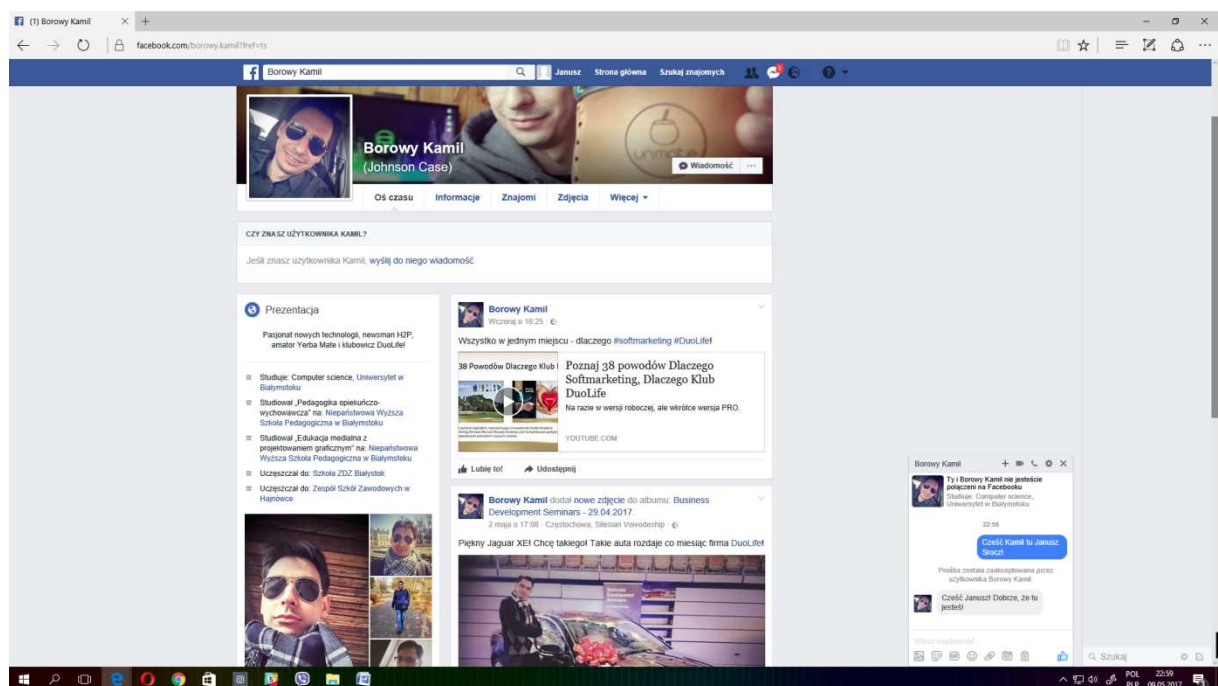 (1) Borowy Kamil
facebook.com/borowy.kamil?fref=ts
Borowy Kamil
Janusz Strona główna Szukaj znajomych
1
Borowy Kamil
(Johnson Case)
unimate
Wiadomość
Oś czasu Informacje Znajomi Zdjęcia Więcej
CZY ZNASZ UŻYTKOWNIKA KAMIL?
Jeśli znasz użytkownika Kamil, wyślij do niego wiadomość.
Prezentacja
Pasjonat nowych technologii, newsman H2P,
amator Yerba Mate i klubowicz DuoLife!
Studiuje: Computer science, Uniwersytet w
Białymstoku
Studiował „Pedagogika opiekuńczo-
wychowawcza” na: Niepaństwowa Wyższa
Szkoła Pedagogiczna w Białymstoku
Studiował „Edukacja medialna z
projektowaniem graficznym” na: Niepaństwowa
Wyższa Szkoła Pedagogiczna w Białymstoku
Uczęszczał do: Szkoła ZDZ Białystok
Uczęszczał do: Zespół Szkół Zawodowych w
Hajnówce
Borowy Kamil
Wczoraj o 16:25
Wszystko w jednym miejscu - dlaczego #softmarketing #DuoLife!
38 Powodów Dlaczego Klub
Poznaj 38 powodów Dlaczego
Softmarketing, Dlaczego Klub
DuoLife
Na razie w wersji roboczej, ale wkrótce wersja PRO.
YOUTUBE.COM
Lubię to! Udostępnij
Borowy Kamil dodał nowe zdjęcie do albumu: Business
Development Seminars - 29.04.2017.
2 maja o 17:08 · Częstochowa, Silesian Voivodeship
Piękny Jaguar XE! Chcę takiego! Takie auta rozdaje co miesiąc firma DuoLife!
Business
Development
Seminars
Borowy Kamil
Ty i Borowy Kamil nie jesteście
połączeni na Facebooku
Studiuje: Computer science,
Uniwersytet w Białymstoku
22:56
Cześć Kamil tu Janusz
Srocz!
Prośba została zaakceptowana przez
użytkownika Borowy Kamil.
Cześć Janusz! Dobrze, że tu
jesteś!
Wpisz wiadomość...
Szukaj
POL 22:59
PLP 09.05.2017